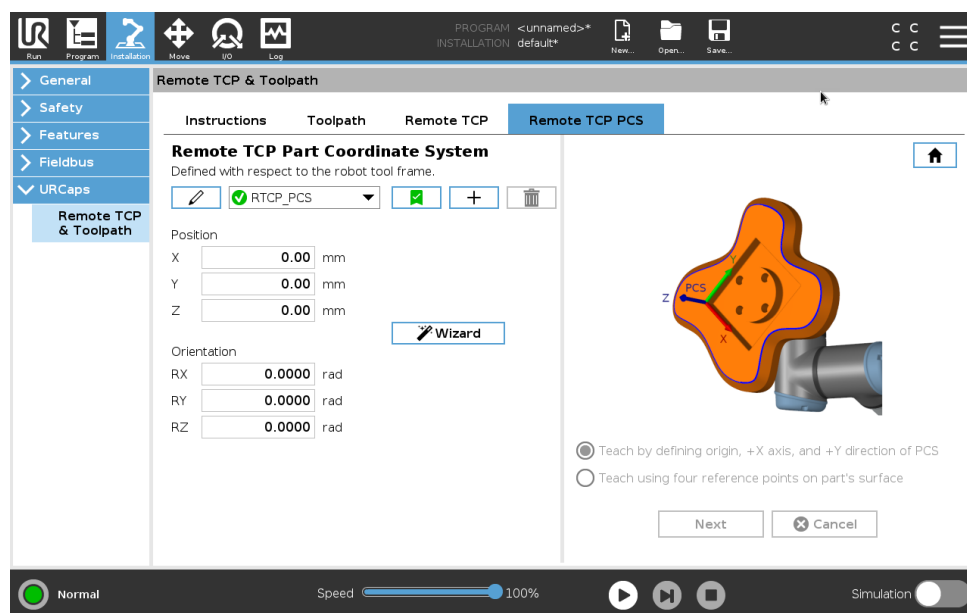 PROGRAM <unnamed>*
INSTALLATION default*
Run Program Installation Move I/O Log New... Open... Save...
C C
C C
General
Safety
Features
Fieldbus
URCaps
Remote TCP
& Toolpath
Remote TCP & Toolpath
Instructions Toolpath Remote TCP Remote TCP PCS
Remote TCP Part Coordinate System
Defined with respect to the robot tool frame.
RTCP_PCS
Position
X 0.00 mm
Y 0.00 mm
Z 0.00 mm
Wizard
Orientation
RX 0.0000 rad
RY 0.0000 rad
RZ 0.0000 rad
Y
Z PCS
X
Teach by defining origin, +X axis, and +Y direction of PCS
Teach using four reference points on part's surface
Next Cancel
Normal Speed 100% Simulation